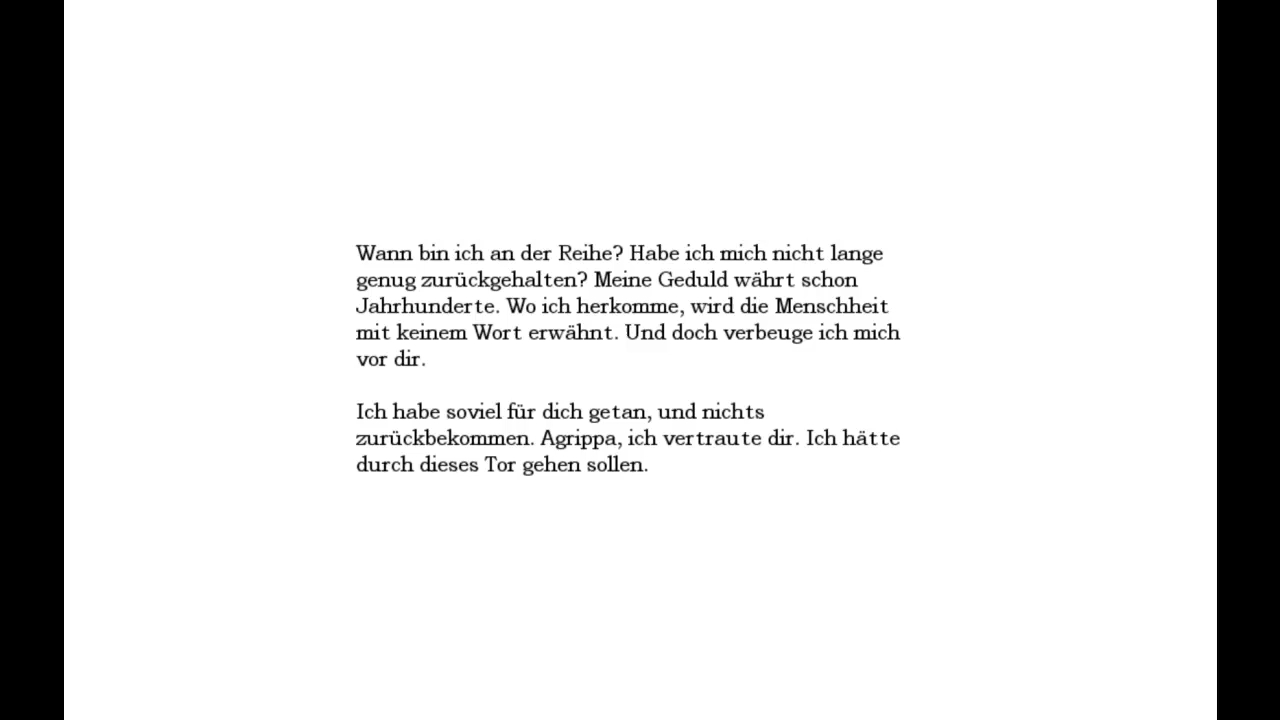 Wann bin ich an der Reihe? Habe ich mich nicht lange
genug zurückgehalten? Meine Geduld währt schon
Jahrhunderte. Wo ich herkomme, wird die Menschheit
mit keinem Wort erwähnt. Und doch verbeuge ich mich
vor dir.
Ich habe soviel für dich getan, und nichts
zurückbekommen. Agrippa, ich vertraute dir. Ich hätte
durch dieses Tor gehen sollen.